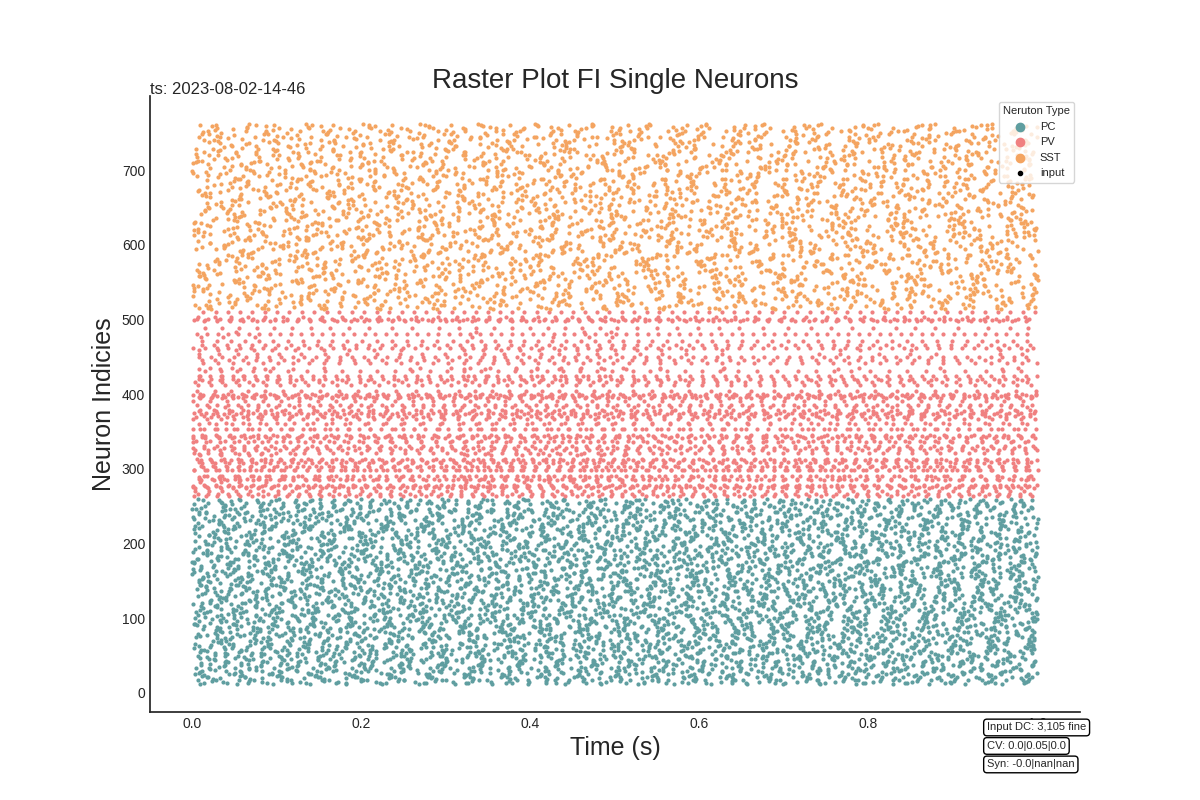 Raster Plot FI Single Neurons
ts: 2023-08-02-14-46
Neruton Type
PC
PV
SST
input
Neuron Indicies
700
600
500
400
300
200
100
0
0.0
0.2
0.4
0.6
0.8
Time (s)
Input DC: 3,105 fine
CV: 0.0|0.05|0.0
Syn: -0.0|nan|nan